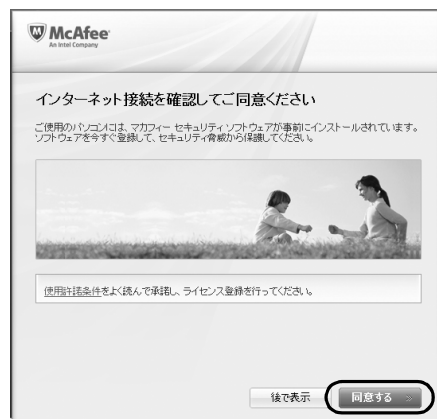 McAfee
An Intel Company
インターネット接続を確認してご同意ください
ご使用のパソコンには、マカフィー セキュリティ ソフトウェアが事前にインストールされています。
ソフトウェアを今すぐ登録して、セキュリティ脅威から保護してください。
使用許諾条件をよく読んで承諾し、ライセンス登録を行ってください。
後で表示
同意する »